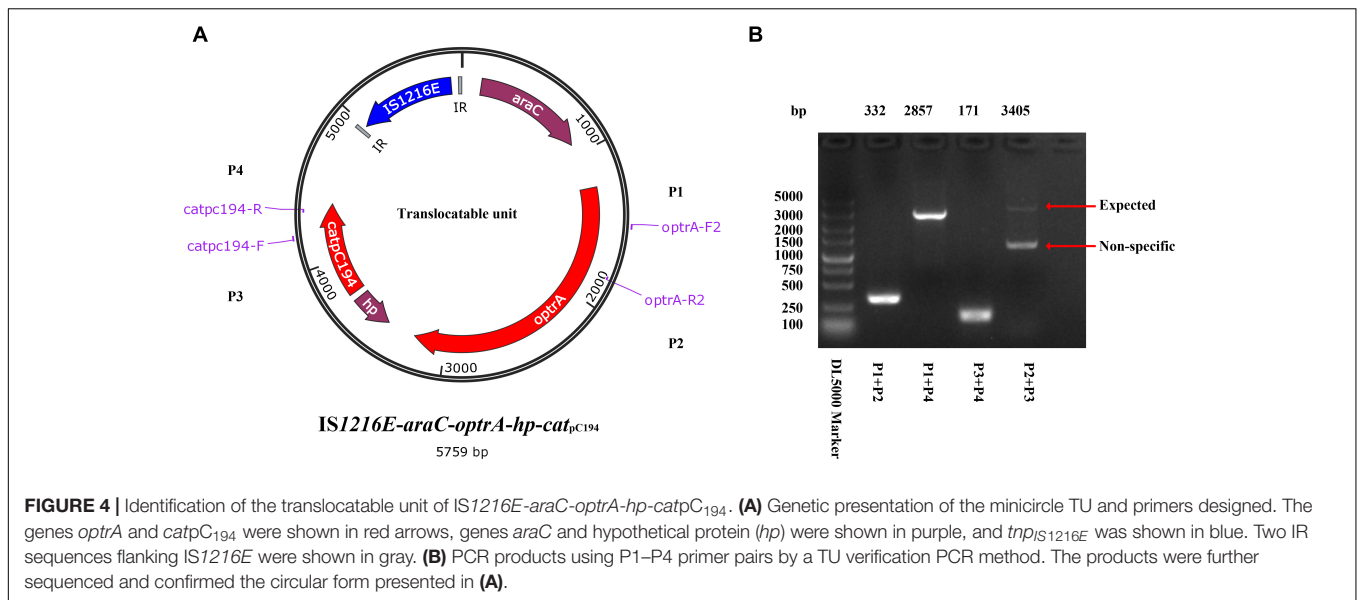 A
IS1216E
IR
IR
araC
1000
5000
P4
P1
catpc194-R
Translocatable unit
optrA-F2
catpc194-F
catpC194
4000
hp
optrA
2000
optrA-R2
P3
P2
3000
IS1216E-araC-optrA-hp-catpC194
5759 bp
B
bp 332 2857 171 3405
5000
3000
2000
1500
1000
750
500
250
100
Expected
Non-specific
DL5000 Marker
P1+P2
P1+P4
P3+P4
P2+P3
FIGURE 4 | Identification of the translocatable unit of IS1216E-araC-optrA-hp-catpC194. (A) Genetic presentation of the minicircle TU and primers designed. The
genes optrA and catpC194 were shown in red arrows, genes araC and hypothetical protein (hp) were shown in purple, and tnpIS1216E was shown in blue. Two IR
sequences flanking IS1216E were shown in gray. (B) PCR products using P1–P4 primer pairs by a TU verification PCR method. The products were further
sequenced and confirmed the circular form presented in (A).